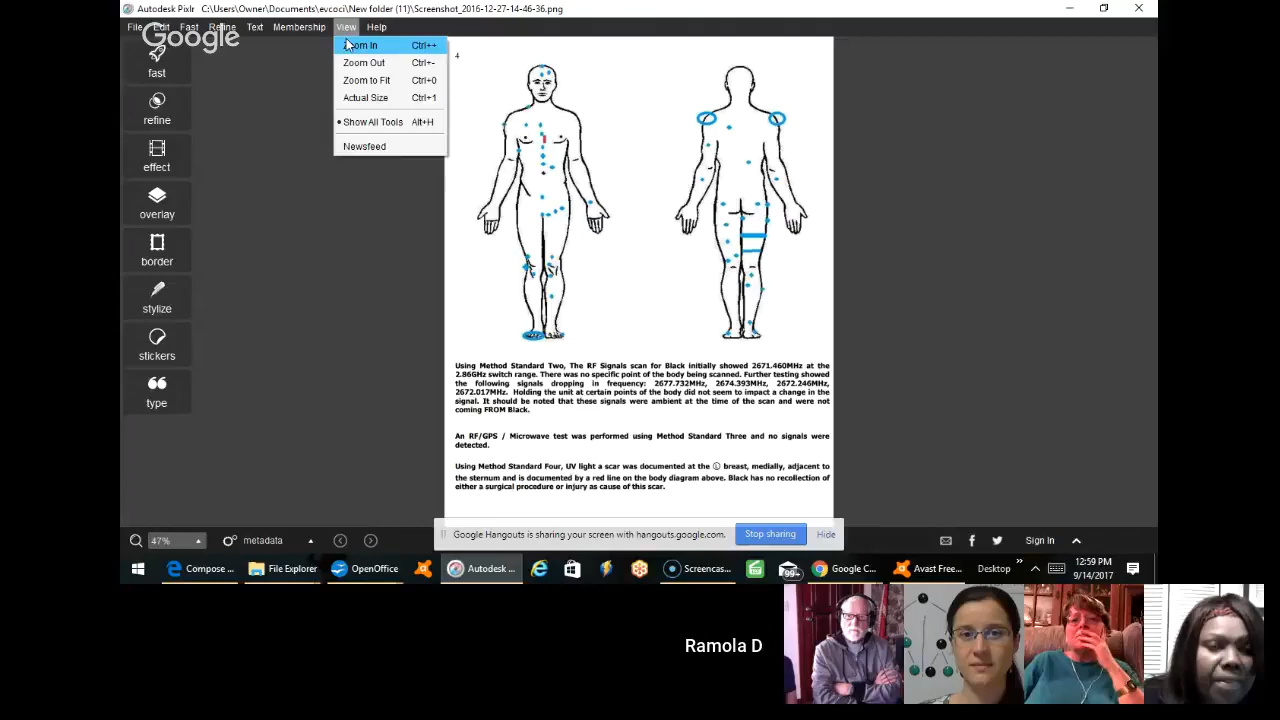 Autodesk Pixlr - C:\Users\Owner\Documents\evcoci\New folder (11)\Screenshot_2016-12-27-14-46-36.png
File Edit Fast Refine Text Membership View Help
Google
Zoom In Ctrl++
Zoom Out Ctrl+-
Zoom to Fit Ctrl+0
Actual Size Ctrl+1
Show All Tools Alt+H
Newsfeed
fast
refine
effect
overlay
border
stylize
stickers
type
4
Using Method Standard Two, The RF Signals scan for Black initially showed 2671.460MHz at the
2.86GHz switch range. There was no specific point of the body being scanned. Further testing showed
the following signals dropping in frequency: 2677.732MHz, 2674.393MHz, 2672.246MHz,
2672.017MHz. Holding the unit at certain points of the body did not seem to impact a change in the
signal. It should be noted that these signals were ambient at the time of the scan and were not
coming FROM Black.
An RF/GPS / Microwave test was performed using Method Standard Three and no signals were
detected.
Using Method Standard Four, UV light a scar was documented at the Ⓛ breast, medially, adjacent to
the sternum and is documented by a red line on the body diagram above. Black has no recollection of
either a surgical procedure or injury as cause of this scar.
Google Hangouts is sharing your screen with hangouts.google.com. Stop sharing Hide
47% metadata Sign In
Compose ... File Explorer OpenOffice Autodesk ... Screencas... 99+ Google C... Avast Free... Desktop » 12:59 PM
9/14/2017
Ramola D